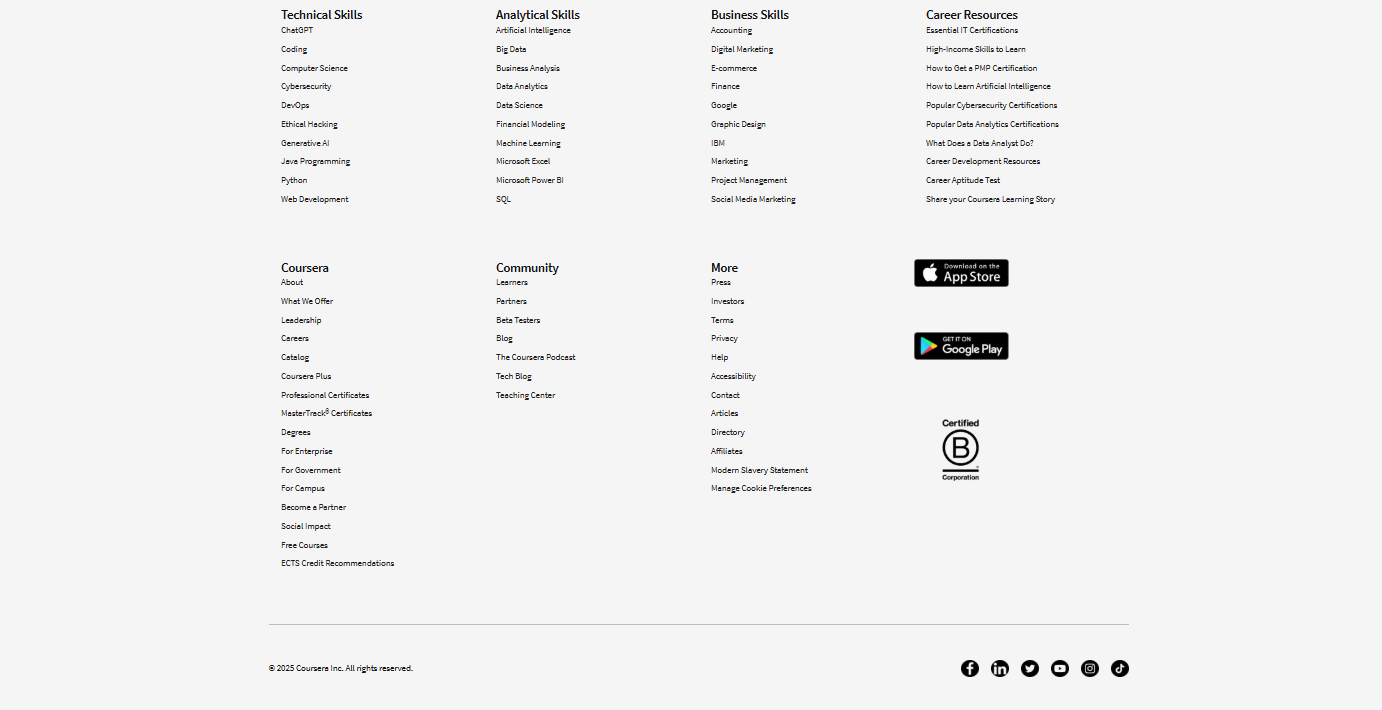 Technical Skills
ChatGPT
Coding
Computer Science
Cybersecurity
DevOps
Ethical Hacking
Generative AI
Java Programming
Python
Web Development
Analytical Skills
Artificial Intelligence
Big Data
Business Analysis
Data Analytics
Data Science
Financial Modeling
Machine Learning
Microsoft Excel
Microsoft Power BI
SQL
Business Skills
Accounting
Digital Marketing
E-commerce
Finance
Google
Graphic Design
IBM
Marketing
Project Management
Social Media Marketing
Career Resources
Essential IT Certifications
High-Income Skills to Learn
How to Get a PMP Certification
How to Learn Artificial Intelligence
Popular Cybersecurity Certifications
Popular Data Analytics Certifications
What Does a Data Analyst Do?
Career Development Resources
Career Aptitude Test
Share your Coursera Learning Story
Coursera
About
What We Offer
Leadership
Careers
Catalog
Coursera Plus
Professional Certificates
MasterTrack® Certificates
Degrees
For Enterprise
For Government
For Campus
Become a Partner
Social Impact
Free Courses
ECTS Credit Recommendations
Community
Learners
Partners
Beta Testers
Blog
The Coursera Podcast
Tech Blog
Teaching Center
More
Press
Investors
Terms
Privacy
Help
Accessibility
Contact
Articles
Directory
Affiliates
Modern Slavery Statement
Manage Cookie Preferences
Download on the
App Store
GET IT ON
Google Play
Certified
B
Corporation
© 2025 Coursera Inc. All rights reserved.